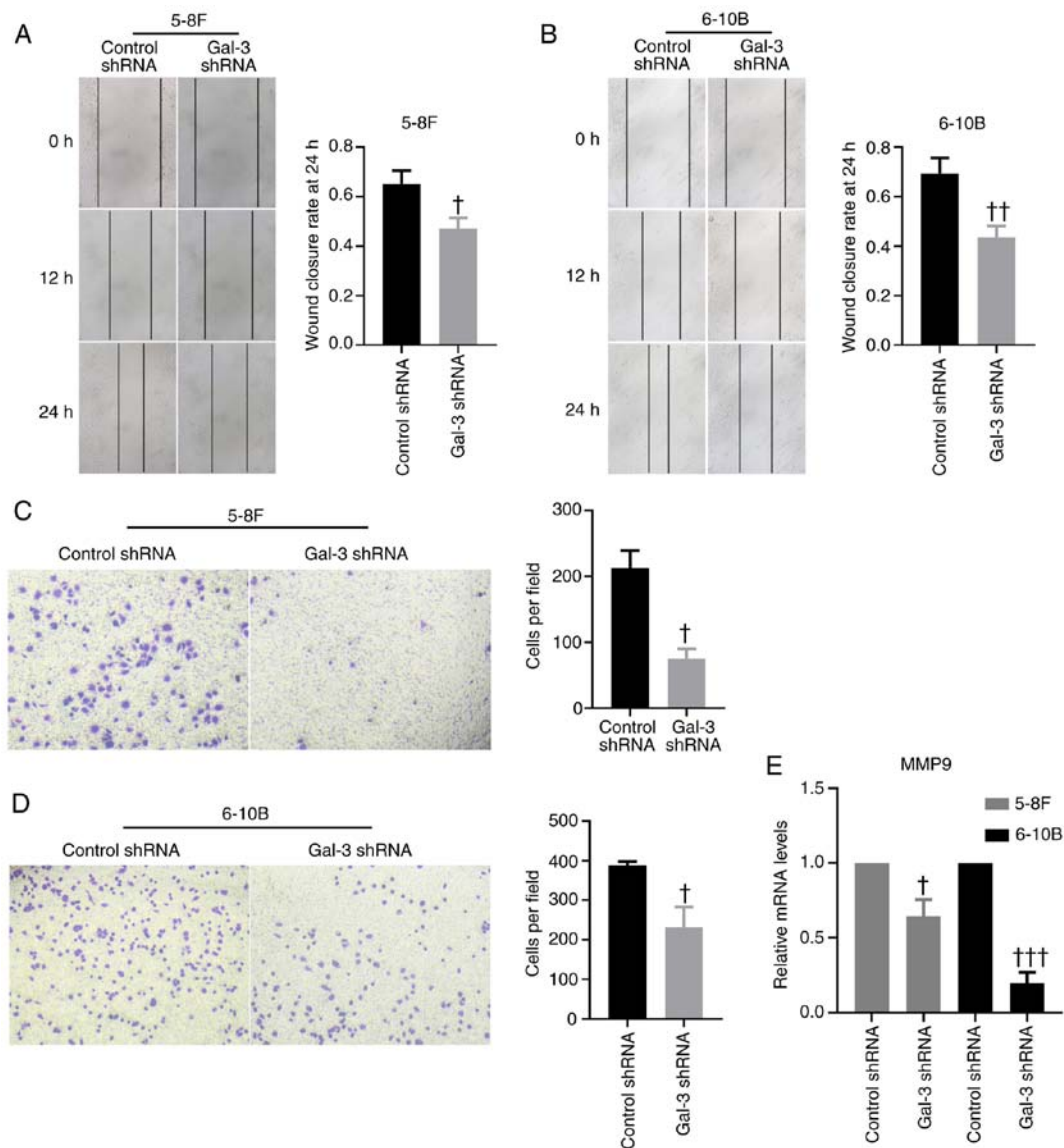 A
5-8F
Control shRNA
Gal-3 shRNA
0 h
12 h
24 h
5-8F
Wound closure rate at 24 h
0.8
0.6
0.4
0.2
0.0
†
Control shRNA
Gal-3 shRNA
B
6-10B
Control shRNA
Gal-3 shRNA
0 h
12 h
24 h
6-10B
Wound closure rate at 24 h
0.8
0.6
0.4
0.2
0.0
††
Control shRNA
Gal-3 shRNA
C
5-8F
Control shRNA
Gal-3 shRNA
Cells per field
300
200
100
0
†
Control
shRNA
Gal-3
shRNA
D
6-10B
Control shRNA
Gal-3 shRNA
Cells per field
500
400
300
200
100
0
†
Control shRNA
Gal-3 shRNA
E
MMP9
5-8F
6-10B
Relative mRNA levels
1.5
1.0
0.5
0.0
†
†††
Control shRNA
Gal-3 shRNA
Control shRNA
Gal-3 shRNA